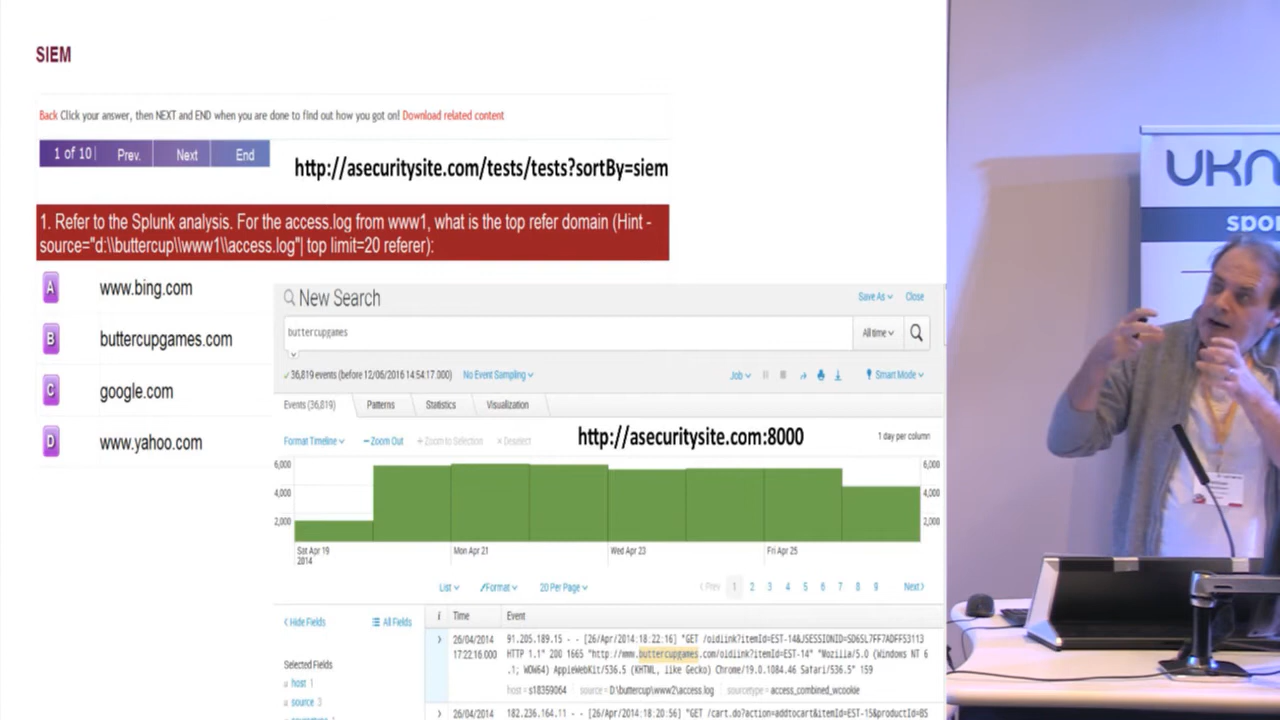 SIEM
Back Click your answer, then NEXT and END when you are done to find out how you got on! Download related content
1 of 10 Prev. Next End
http://asecuritysite.com/tests/tests?sortBy=siem
1. Refer to the Splunk analysis. For the access.log from www1, what is the top refer domain (Hint -
source="d:\\buttercup\\www1\\access.log"| top limit=20 referer):
A www.bing.com
B buttercupgames.com
C google.com
D www.yahoo.com
New Search
Save As Close
buttercupgames
All time
36,819 events (before 12/06/2016 14:54:17.000) No Event Sampling
Job Smart Mode
Events (36,819) Patterns Statistics Visualization
Format Timeline – Zoom Out + Zoom to Selection × Deselect
http://asecuritysite.com:8000
1 day per column
6,000 6,000
4,000 4,000
2,000 2,000
Sat Apr 19 Mon Apr 21 Wed Apr 23 Fri Apr 25
2014
List Format 20 Per Page
< Prev 1 2 3 4 5 6 7 8 9 Next >
< Hide Fields All Fields
i Time Event
Selected Fields
host 1
source 3
26/04/2014 91.205.189.15 - - [26/Apr/2014:18:22:16] "GET /oidlink?itemId=EST-14&JSESSIONID=SD6SL7FF7ADFF53113
17:22:16.000 HTTP 1.1" 200 1665 "http://www.buttercupgames.com/oidlink?itemId=EST-14" "Mozilla/5.0 (Windows NT 6
.1; WOW64) AppleWebKit/536.5 (KHTML, like Gecko) Chrome/19.0.1084.46 Safari/536.5" 159
host = s18359064 source = D:\buttercup\www2\access.log sourcetype = access_combined_wcookie
26/04/2014 182.236.164.11 - - [26/Apr/2014:18:20:56] "GET /cart.do?action=addtocart&itemId=EST-15&productId=BS
UKN
SPO